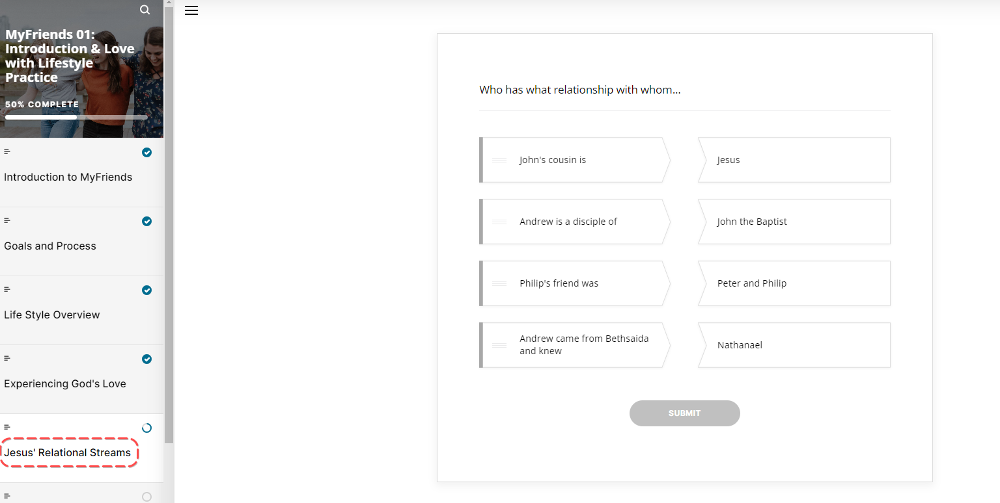 MyFriends 01:
Introduction & Love
with Lifestyle
Practice
50% COMPLETE
Introduction to MyFriends
Goals and Process
Life Style Overview
Experiencing God's Love
Jesus' Relational Streams
Who has what relationship with whom...
John's cousin is
Jesus
Andrew is a disciple of
John the Baptist
Philip's friend was
Peter and Philip
Andrew came from Bethsaida
and knew
Nathanael
SUBMIT